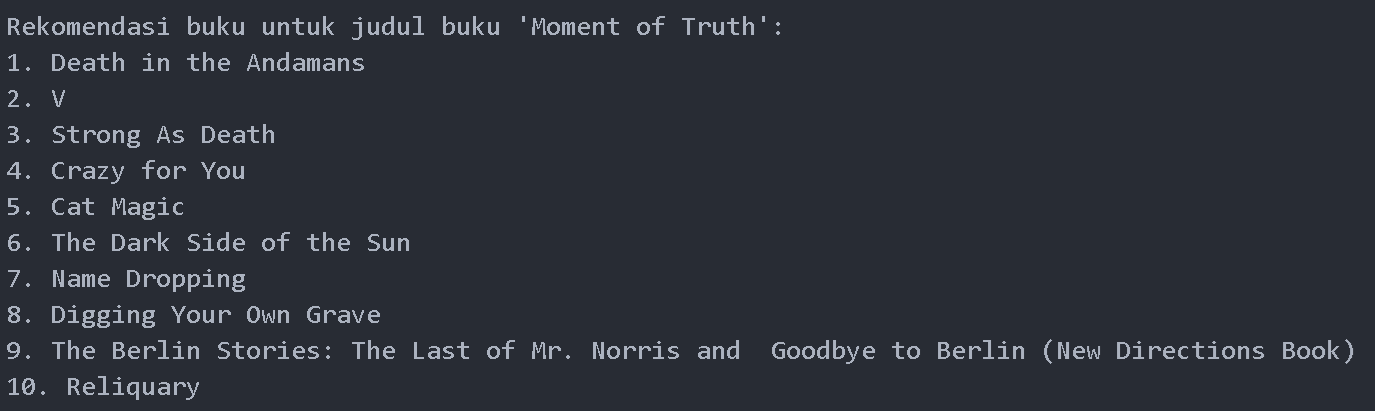 Rekomendasi buku untuk judul buku 'Moment of Truth':
1. Death in the Andamans
2. V
3. Strong As Death
4. Crazy for You
5. Cat Magic
6. The Dark Side of the Sun
7. Name Dropping
8. Digging Your Own Grave
9. The Berlin Stories: The Last of Mr. Norris and  Goodbye to Berlin (New Directions Book)
10. Reliquary